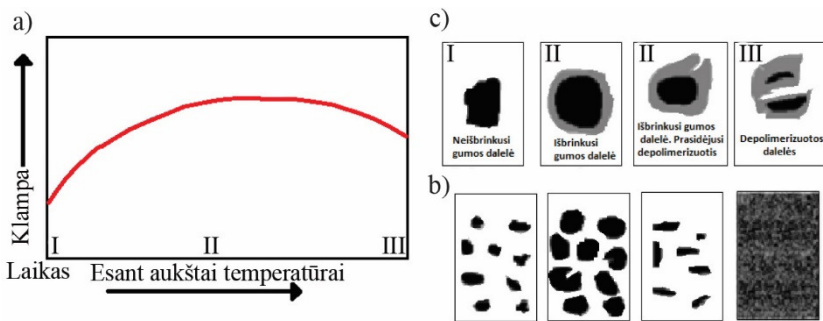 a)
Klampa
I
II
III
Laikas
Esant aukštai temperatūrai
c)
I
Neišbrinkusi
gumos dalelė
II
Išbrinkusi
gumos dalelė
II
Išbrinkusi gumos
dalelė. Prasidėjusi
depolimerizuotis
III
Depolimerizuotos
dalelės
b)